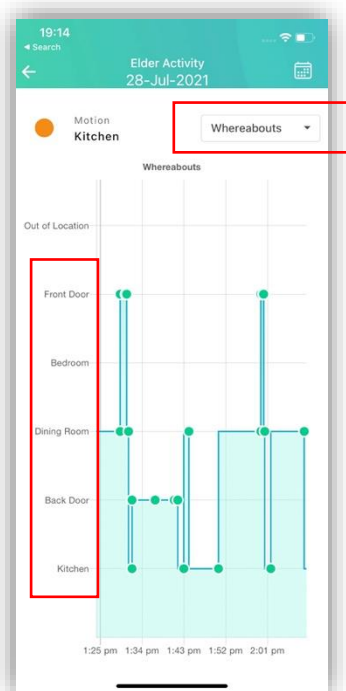 19:14
◀ Search
Elder Activity
28-Jul-2021
Motion
Kitchen
Whereabouts
Whereabouts
Out of Location
Front Door
Bedroom
Dining Room
Back Door
Kitchen
1:25 pm 1:34 pm 1:43 pm 1:52 pm 2:01 pm